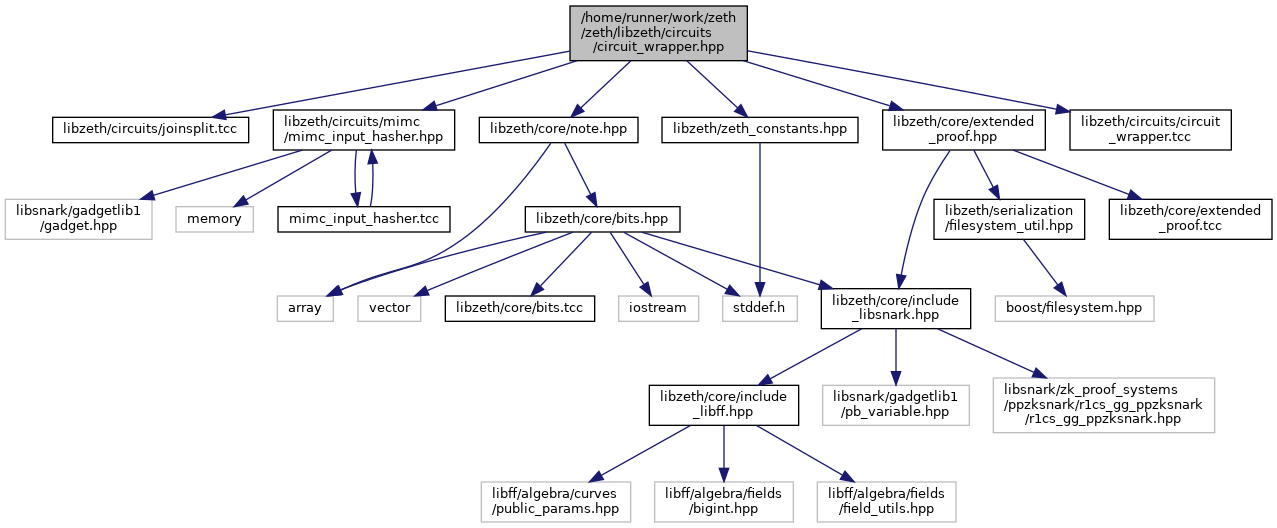 /home/runner/work/zeth
/zeth/libzeth/circuits
/circuit_wrapper.hpp
libzeth/circuits/joinsplit.tcc
libzeth/circuits/mimc
/mimc_input_hasher.hpp
libzeth/core/note.hpp
libzeth/zeth_constants.hpp
libzeth/core/extended
_proof.hpp
libzeth/circuits/circuit
_wrapper.tcc
libsnark/gadgetlib1
/gadget.hpp
memory
mimc_input_hasher.tcc
libzeth/core/bits.hpp
libzeth/serialization
/filesystem_util.hpp
libzeth/core/extended
_proof.tcc
array
vector
libzeth/core/bits.tcc
iostream
stddef.h
libzeth/core/include
_libsnark.hpp
boost/filesystem.hpp
libzeth/core/include
_libff.hpp
libsnark/gadgetlib1
/pb_variable.hpp
libsnark/zk_proof_systems
/ppzksnark/r1cs_gg_ppzksnark
/r1cs_gg_ppzksnark.hpp
libff/algebra/curves
/public_params.hpp
libff/algebra/fields
/bigint.hpp
libff/algebra/fields
/field_utils.hpp